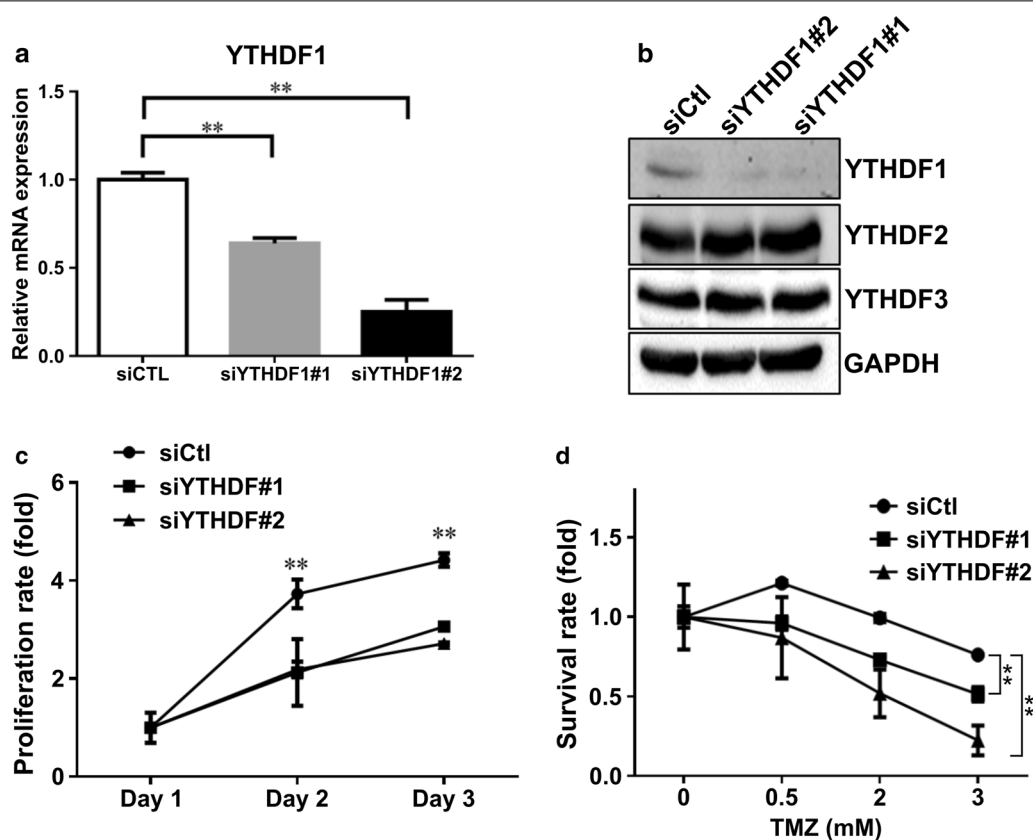 a
YTHDF1
**
**
Relative mRNA expression
1.5
1.0
0.5
0.0
siCTL
siYTHDF1#1
siYTHDF1#2
b
siCtl
siYTHDF1#2
siYTHDF1#1
YTHDF1
YTHDF2
YTHDF3
GAPDH
c
siCtl
siYTHDF#1
siYTHDF#2
Proliferation rate (fold)
6
4
2
0
**
**
Day 1
Day 2
Day 3
d
siCtl
siYTHDF#1
siYTHDF#2
Survival rate (fold)
1.5
1.0
0.5
0.0
**
**
0
0.5
2
3
TMZ (mM)